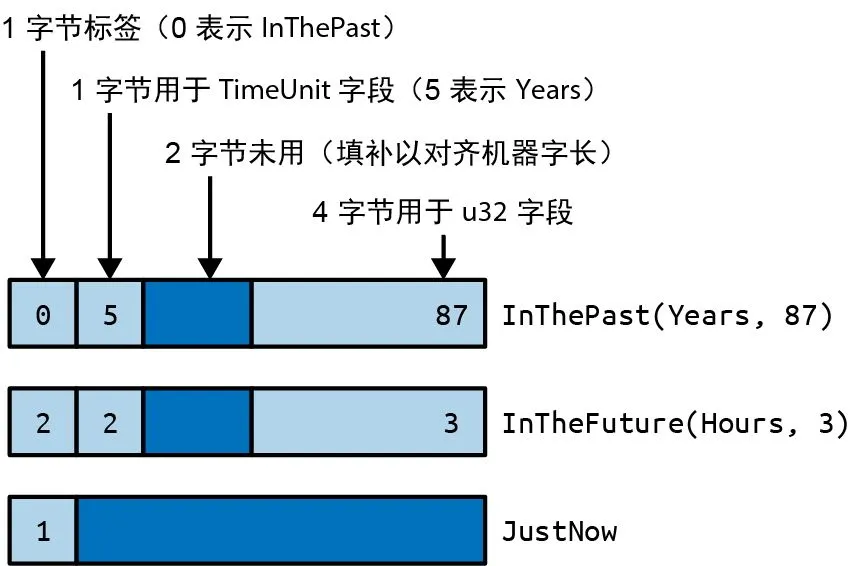 1 字节标签（0 表示 InThePast）
1 字节用于 TimeUnit 字段（5 表示 Years）
2 字节未用（填补以对齐机器字长）
4 字节用于 u32 字段
0 5 87 InThePast(Years, 87)
2 2 3 InTheFuture(Hours, 3)
1 JustNow